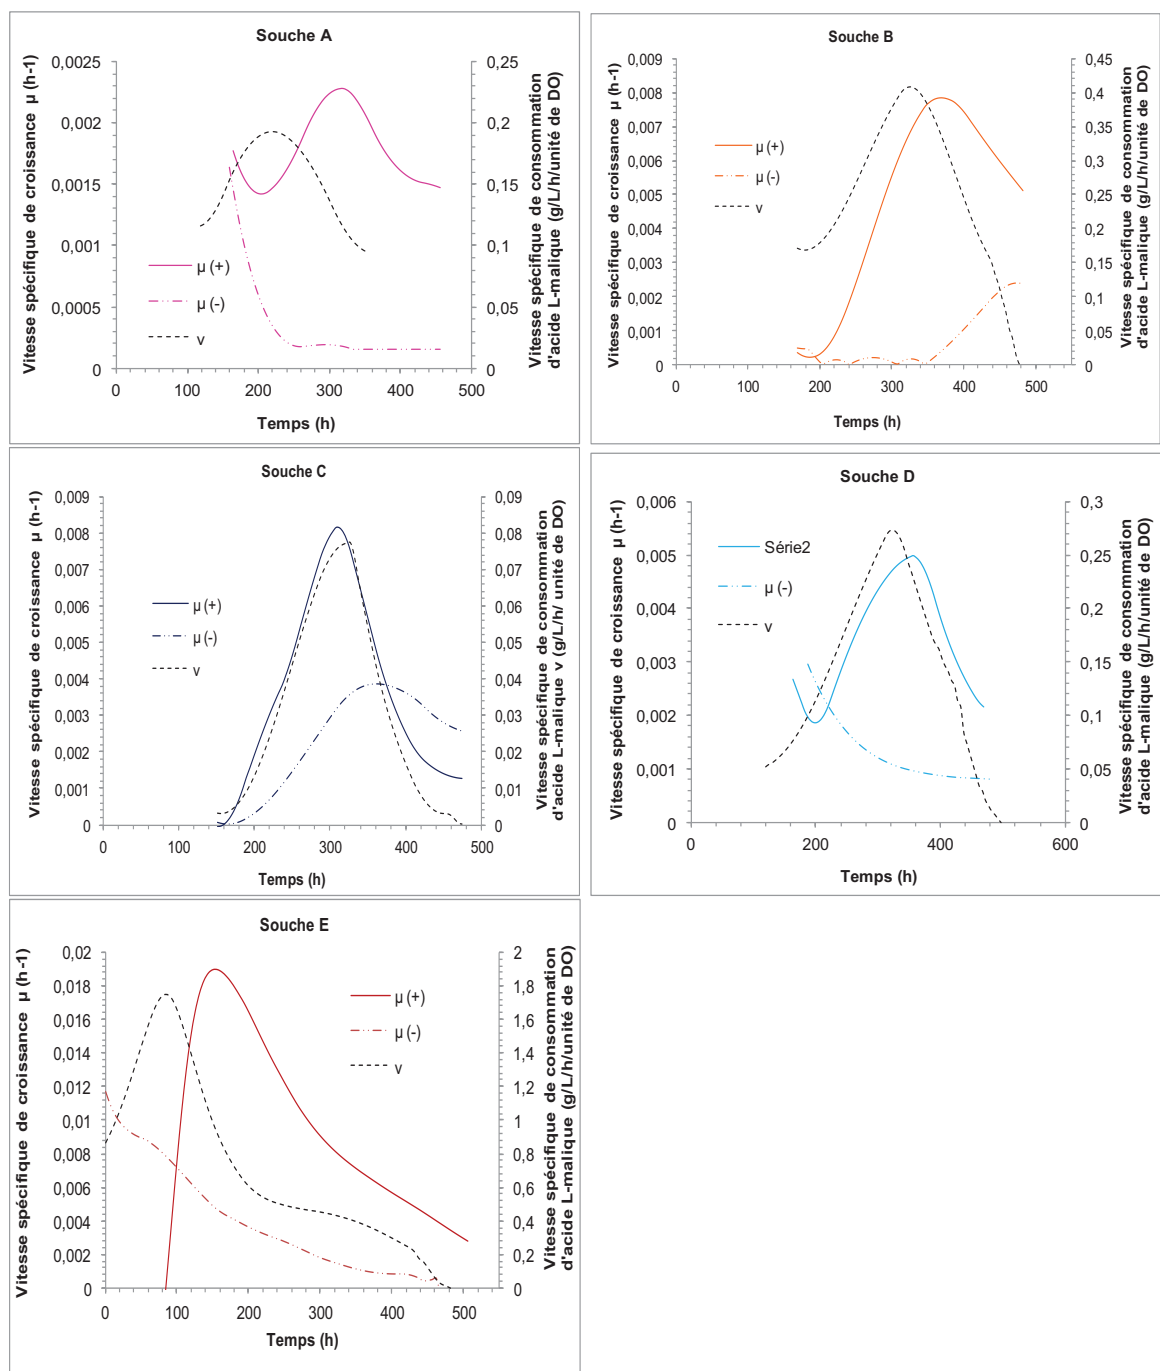 Souche A
Vitesse spécifique de croissance µ (h-1)
0,0025
0,002
0,0015
0,001
0,0005
0
0,25
0,2
0,15
0,1
0,05
0
Vitesse spécifique de consommation
d'acide L-malique (g/L/h/unité de DO)
µ (+)
µ (-)
v
0 100 200 300 400 500
Temps (h)
Souche B
Vitesse spécifique de croissance µ (h-1)
0,009
0,008
0,007
0,006
0,005
0,004
0,003
0,002
0,001
0
0,45
0,4
0,35
0,3
0,25
0,2
0,15
0,1
0,05
0
Vitesse spécifique de consommation
d'acide L-malique (g/L/h/unité de DO)
µ (+)
µ (-)
v
0 100 200 300 400 500
Temps (h)
Souche C
Vitesse spécifique de croissance µ (h-1)
0,009
0,008
0,007
0,006
0,005
0,004
0,003
0,002
0,001
0
0,09
0,08
0,07
0,06
0,05
0,04
0,03
0,02
0,01
0
Vitesse spécifique de consommation
d'acide L-malique v (g/L/h/ unité de DO)
µ (+)
µ (-)
v
0 100 200 300 400 500
Temps (h)
Souche D
Vitesse spécifique de croissance µ (h-1)
0,006
0,005
0,004
0,003
0,002
0,001
0
0,3
0,25
0,2
0,15
0,1
0,05
0
Vitesse spécifique de consommation
d'acide L-malique (g/L/h/unité de DO)
Série2
µ (-)
v
0 200 400 600
Temps (h)
Souche E
Vitesse spécifique de croissance µ (h-1)
0,02
0,018
0,016
0,014
0,012
0,01
0,008
0,006
0,004
0,002
0
2
1,8
1,6
1,4
1,2
1
0,8
0,6
0,4
0,2
0
Vitesse spécifique de consommation
d'acide L-malique (g/L/h/unité de DO)
µ (+)
µ (-)
v
0 100 200 300 400 500
Temps (h)